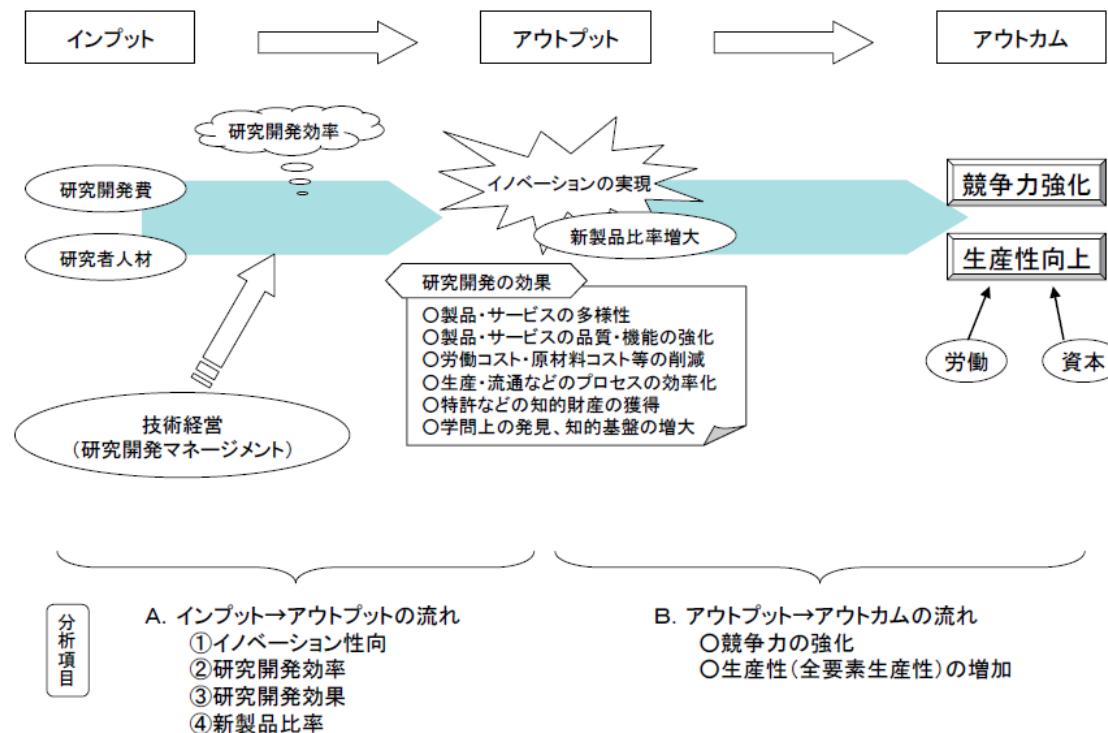 インプット
アウトプット
アウトカム
研究開発効率
研究開発費
研究者人材
イノベーションの実現
新製品比率増大
競争力強化
生産性向上
労働
資本
研究開発の効果
○製品・サービスの多様性
○製品・サービスの品質・機能の強化
○労働コスト・原材料コスト等の削減
○生産・流通などのプロセスの効率化
○特許などの知的財産の獲得
○学問上の発見、知的基盤の増大
技術経営
(研究開発マネージメント)
分析項目
A. インプット→アウトプットの流れ
①イノベーション性向
②研究開発効率
③研究開発効果
④新製品比率
B. アウトプット→アウトカムの流れ
○競争力の強化
○生産性(全要素生産性)の増加